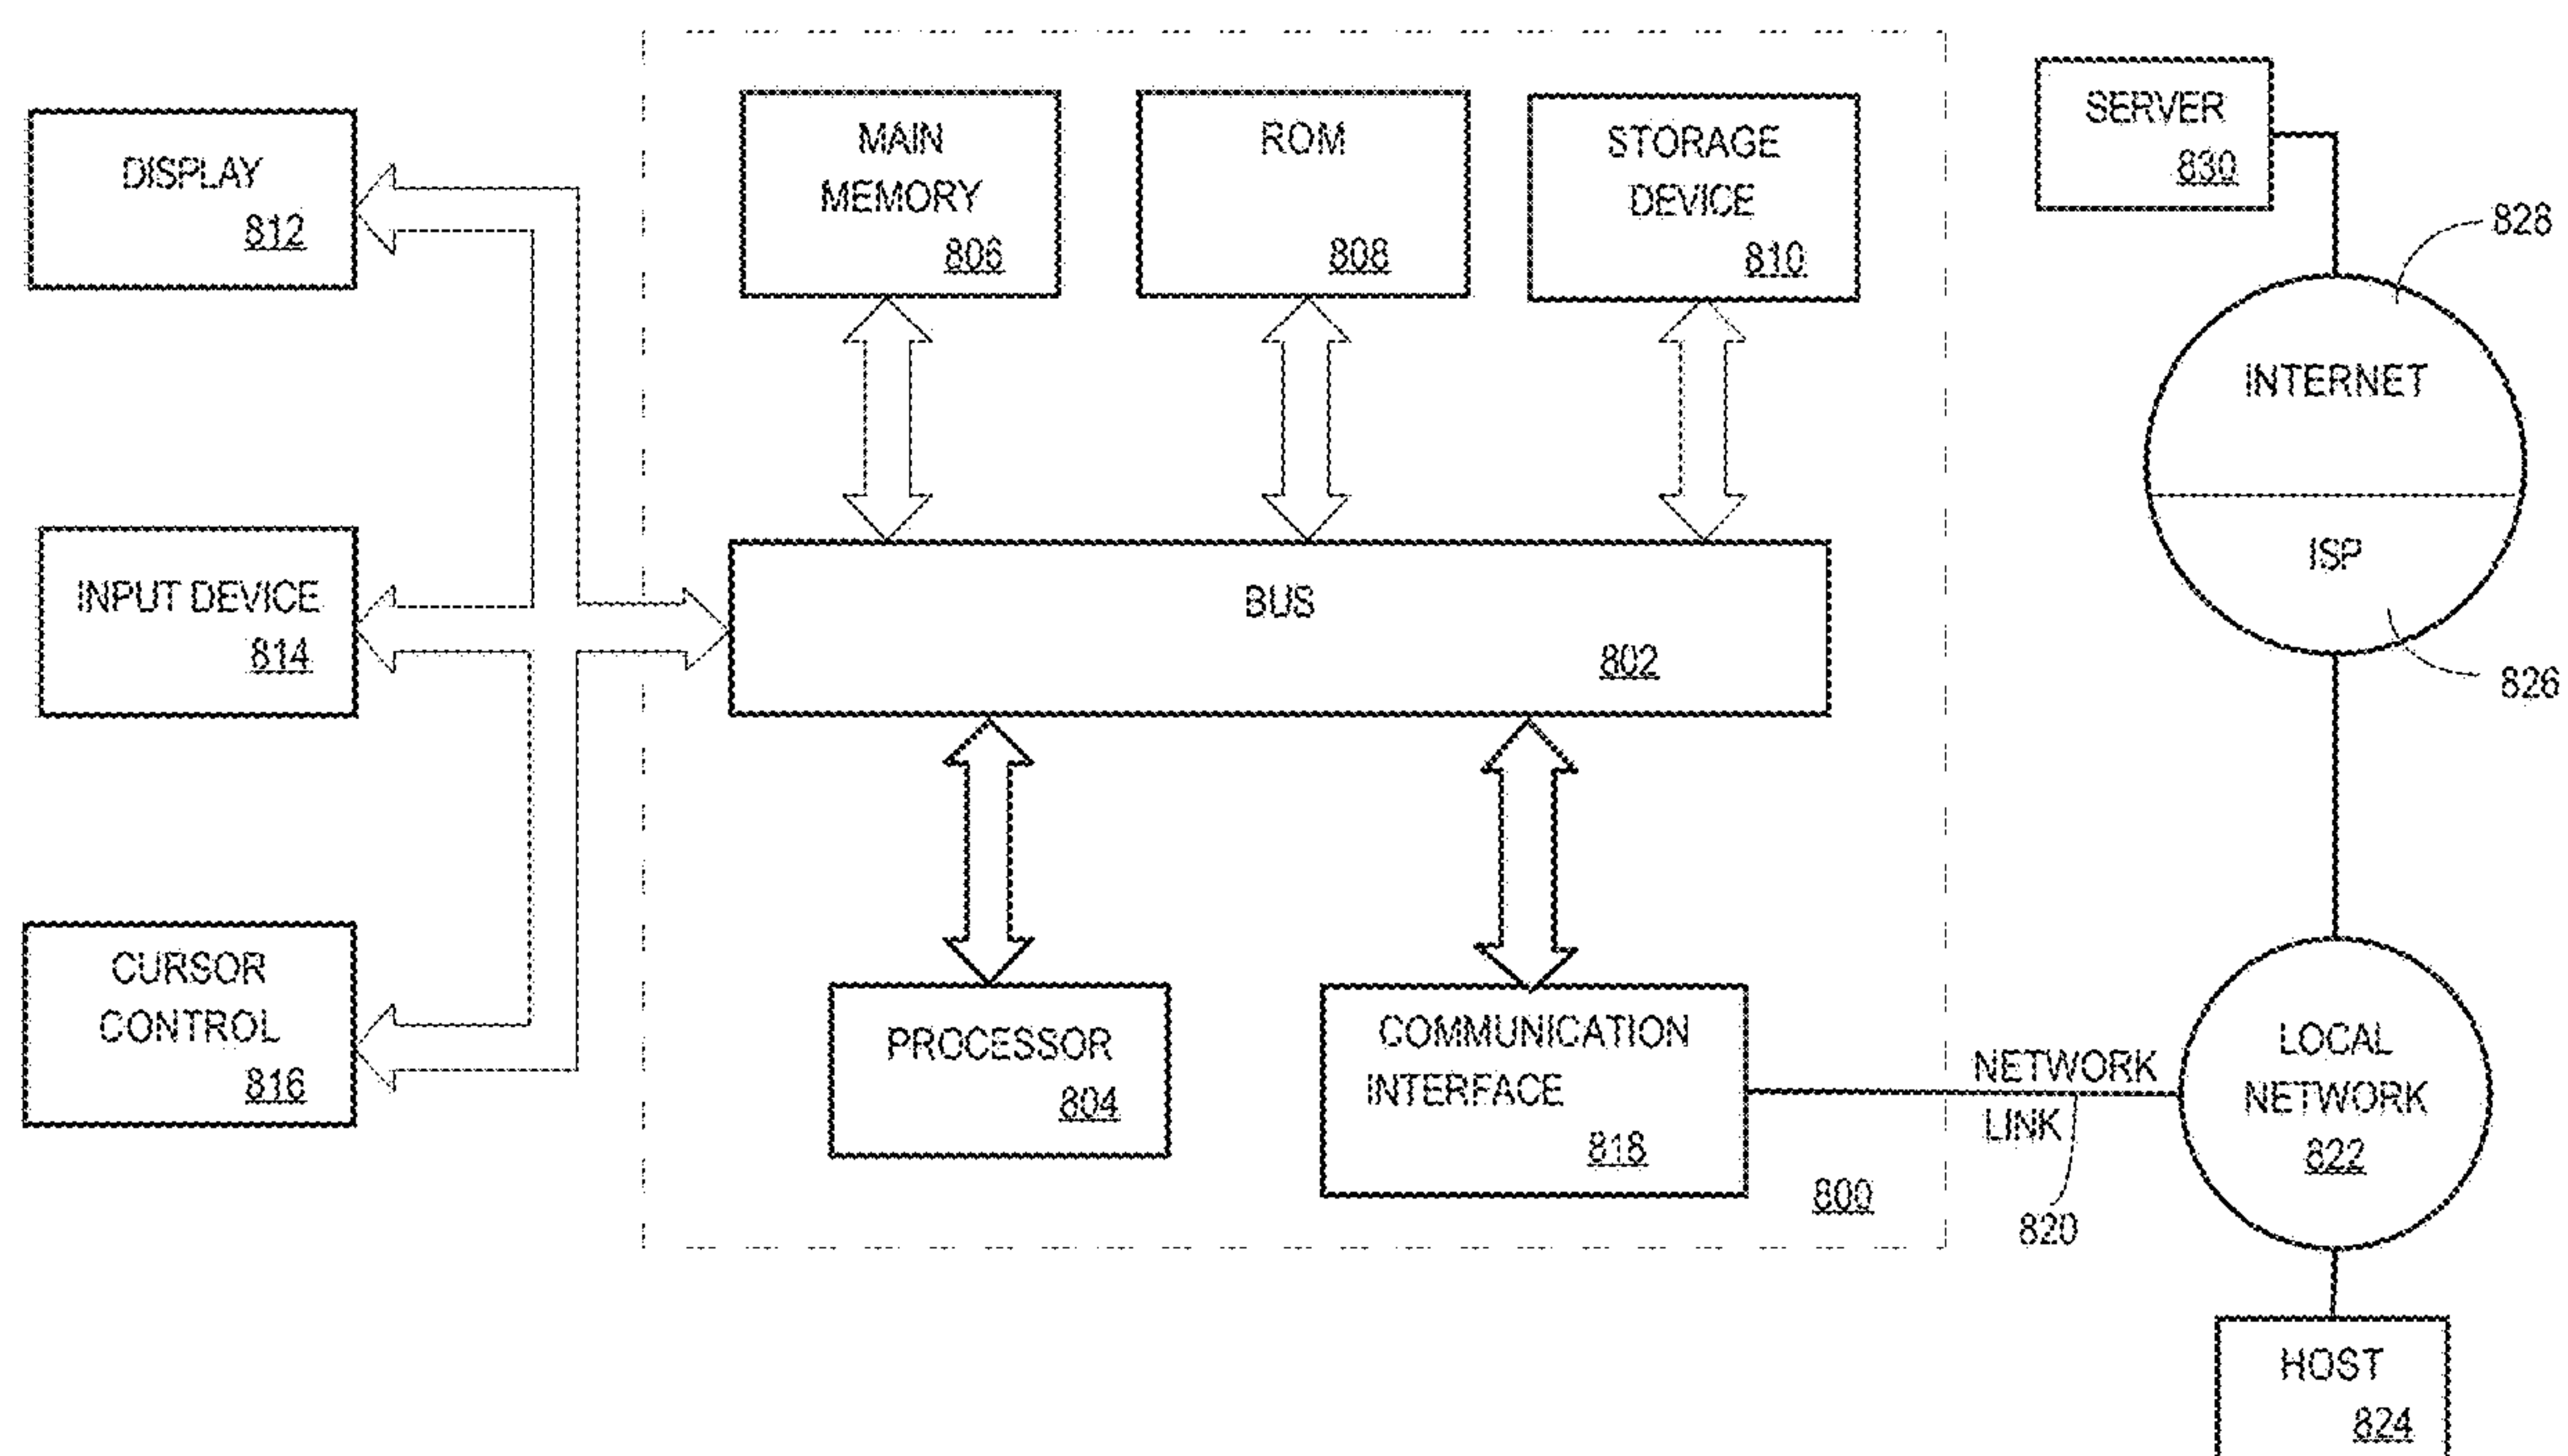 DISPLAY
812
INPUT DEVICE
814
CURSOR
CONTROL
816
MAIN
MEMORY
806
ROM
808
STORAGE
DEVICE
810
BUS
802
PROCESSOR
804
COMMUNICATION
INTERFACE
818
800
SERVER
830
828
INTERNET
ISP
826
NETWORK
LINK
820
LOCAL
NETWORK
822
HOST
824